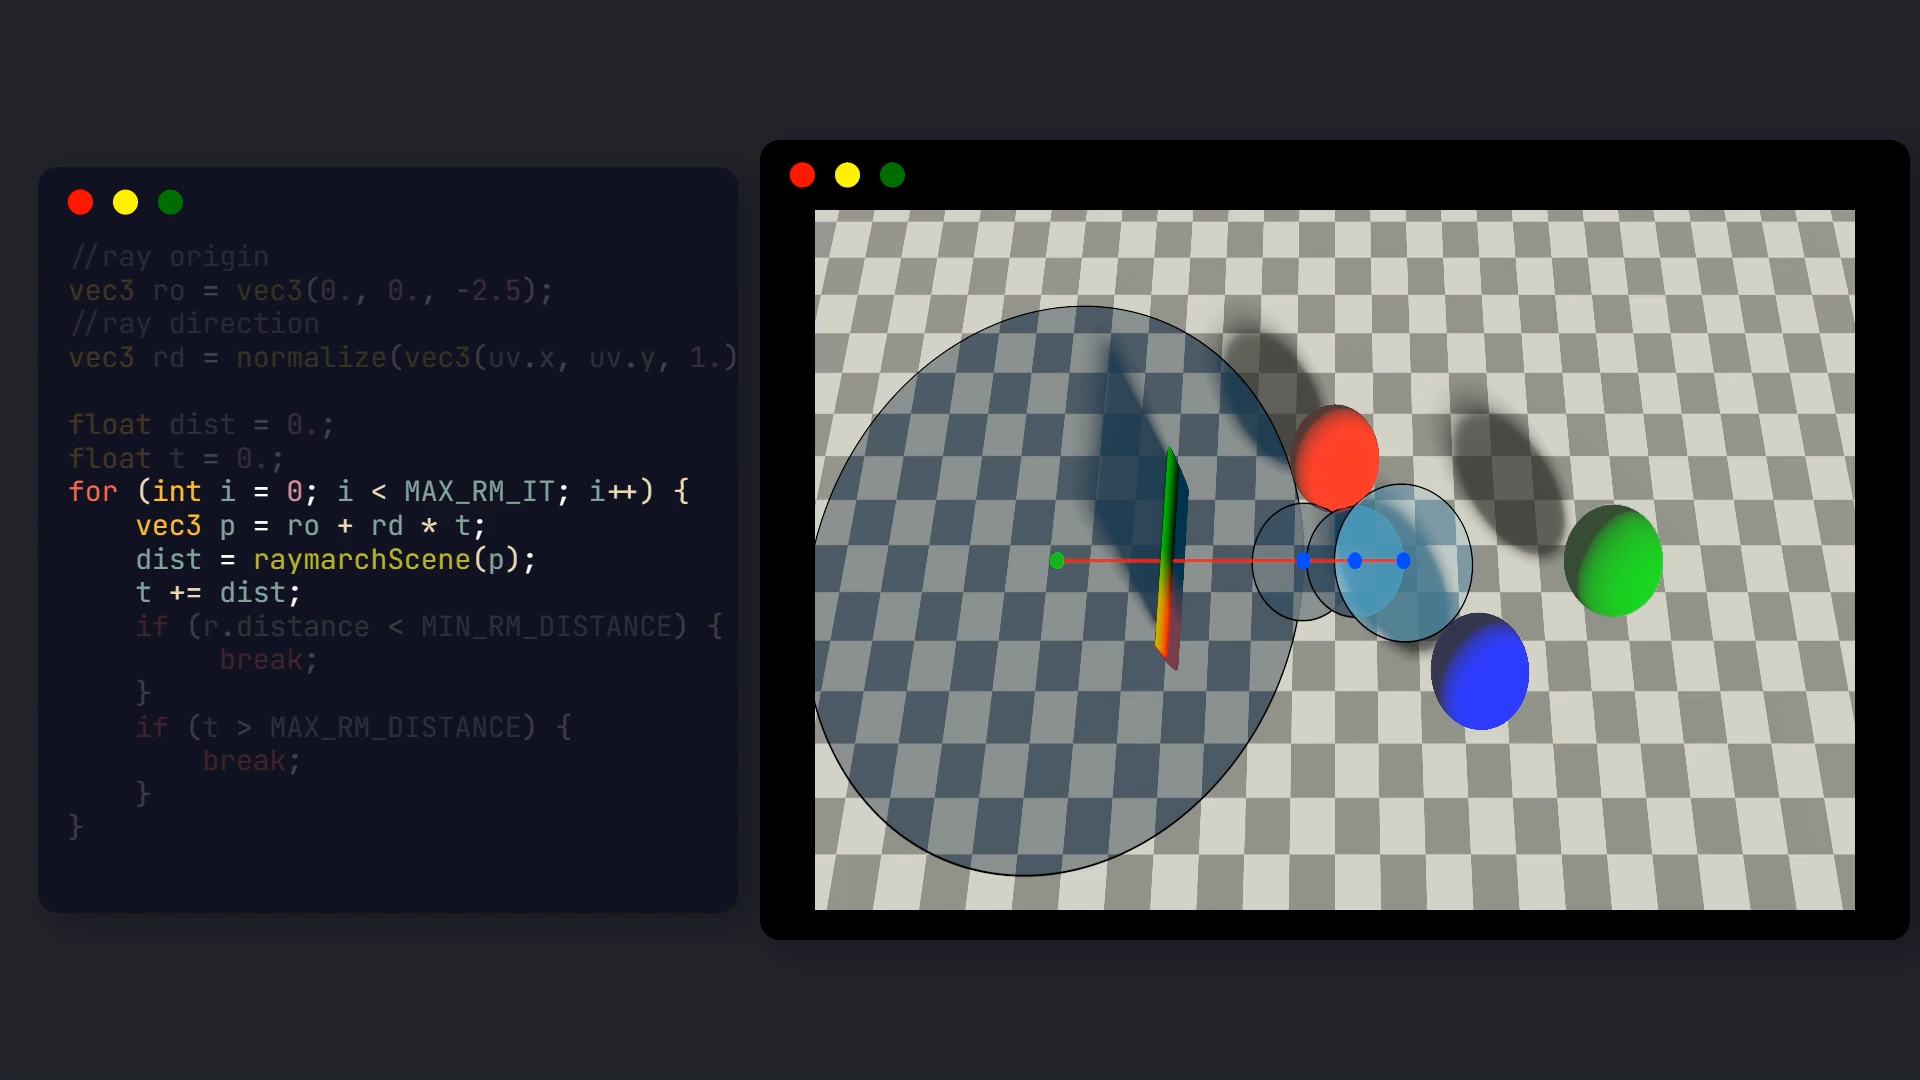 //ray origin
vec3 ro = vec3(0., 0., -2.5);
//ray direction
vec3 rd = normalize(vec3(uv.x, uv.y, 1.)
float dist = 0.;
float t = 0.;
for (int i = 0; i < MAX_RM_IT; i++) {
vec3 p = ro + rd * t;
dist = raymarchScene(p);
t += dist;
if (r.distance < MIN_RM_DISTANCE) {
break;
}
if (t > MAX_RM_DISTANCE) {
break;
}
}